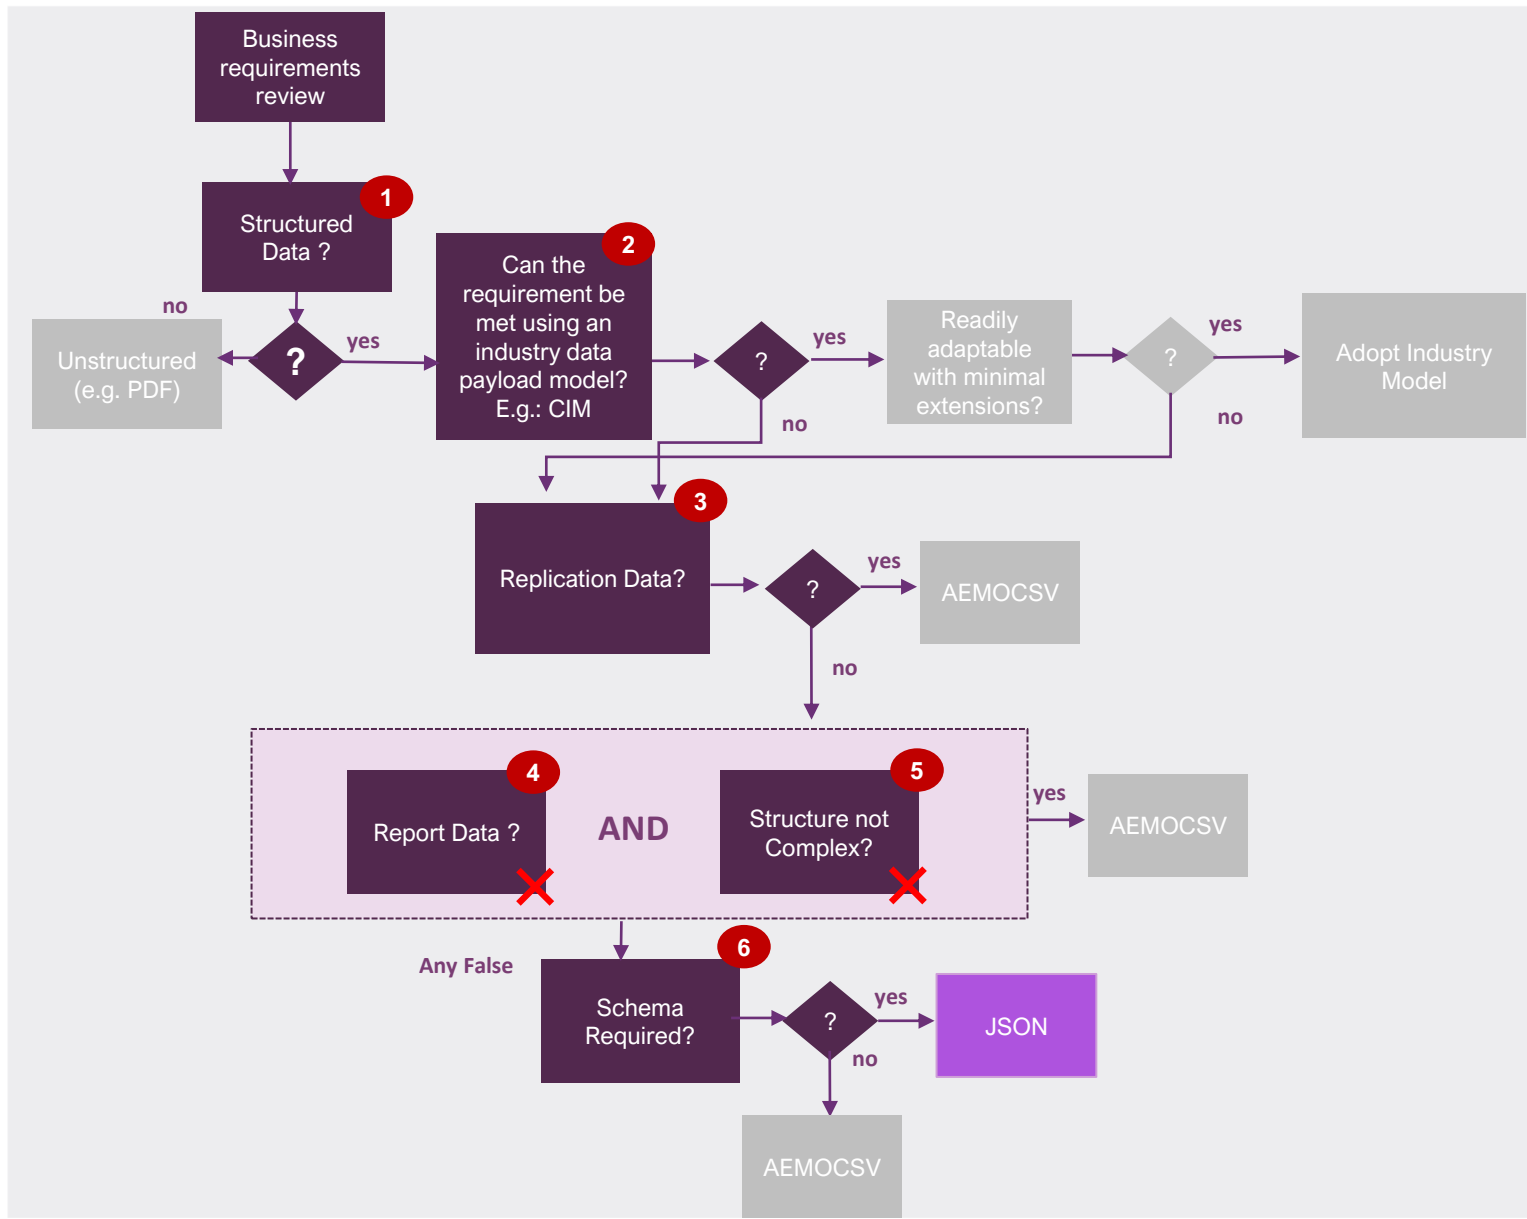 Business
requirements
review
1
Structured
Data ?
no
?
yes
Unstructured
(e.g. PDF)
2
Can the
requirement be
met using an
industry data
payload model?
E.g.: CIM
?
yes
no
Readily
adaptable
with minimal
extensions?
?
yes
no
Adopt Industry
Model
3
Replication Data?
?
yes
AEMOCSV
no
4
Report Data ?
AND
5
Structure not
Complex?
yes
AEMOCSV
Any False
6
Schema
Required?
?
yes
JSON
no
AEMOCSV